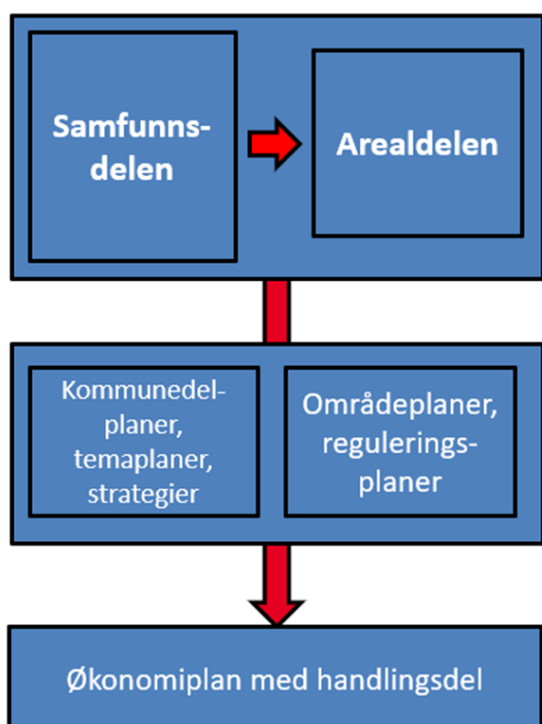 Samfunns-
delen
Arealdelen
Kommunedel-
planer,
temaplaner,
strategier
Områdeplaner,
regulerings-
planer
Økonomiplan med handlingsdel